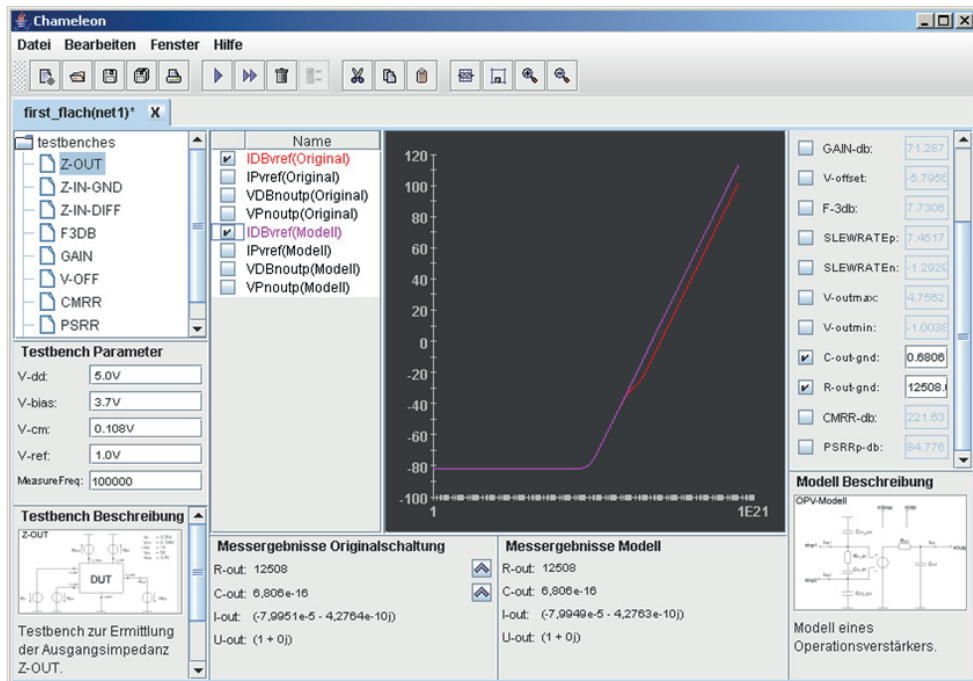 Chameleon
Datei Bearbeiten Fenster Hilfe
first_flach(net1)* X
testbenches
Z-OUT
Z-IN-GND
Z-IN-DIFF
F3DB
GAIN
V-OFF
CMRR
PSRR
Testbench Parameter
V-dd: 5.0V
V-bias: 3.7V
V-cm: 0.108V
V-ref: 1.0V
MeasureFreq: 100000
Testbench Beschreibung
Z-OUT
DUT
Testbench zur Ermittlung
der Ausgangsimpedanz
Z-OUT.
Name
IDBvref(Original)
IPvref(Original)
VDBnoutp(Original)
VPnoutp(Original)
IDBvref(Modell)
IPvref(Modell)
VDBnoutp(Modell)
VPnoutp(Modell)
120
100
80
60
40
20
0
-20
-40
-60
-80
-100
1 1E21
Messergebnisse Originalschaltung
R-out: 12508
C-out: 6,806e-16
I-out: (-7,9951e-5 - 4,2764e-10j)
U-out: (1 + 0j)
Messergebnisse Modell
R-out: 12508
C-out: 6,806e-16
I-out: (-7,9949e-5 - 4,2763e-10j)
U-out: (1 + 0j)
GAIN-db: 71.287
V-offset: -5.7956
F-3db: 7.7306
SLEWRATEp: 7.4517
SLEWRATEn: -1.2929
V-outmax: 4.7562
V-outmin: -1.0038
C-out-gnd: 0.6806
R-out-gnd: 12508.
CMRR-db: 221.63
PSRRp-db: 84.776
Modell Beschreibung
OPV-Modell
Modell eines
Operationsverstärkers.